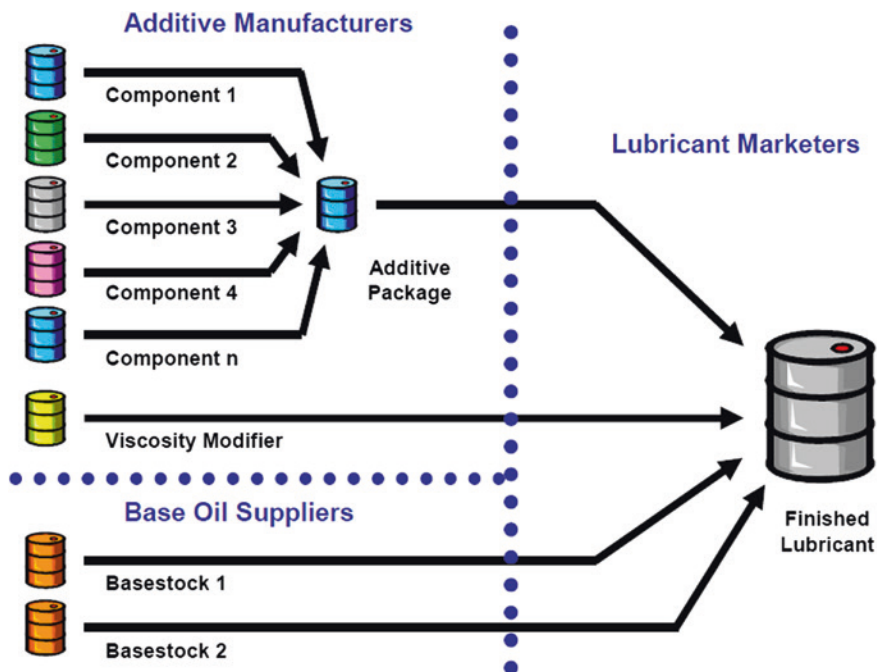 Additive Manufacturers
Component 1
Component 2
Component 3
Component 4
Component n
Additive
Package
Viscosity Modifier
Lubricant Marketers
Base Oil Suppliers
Basestock 1
Basestock 2
Finished
Lubricant